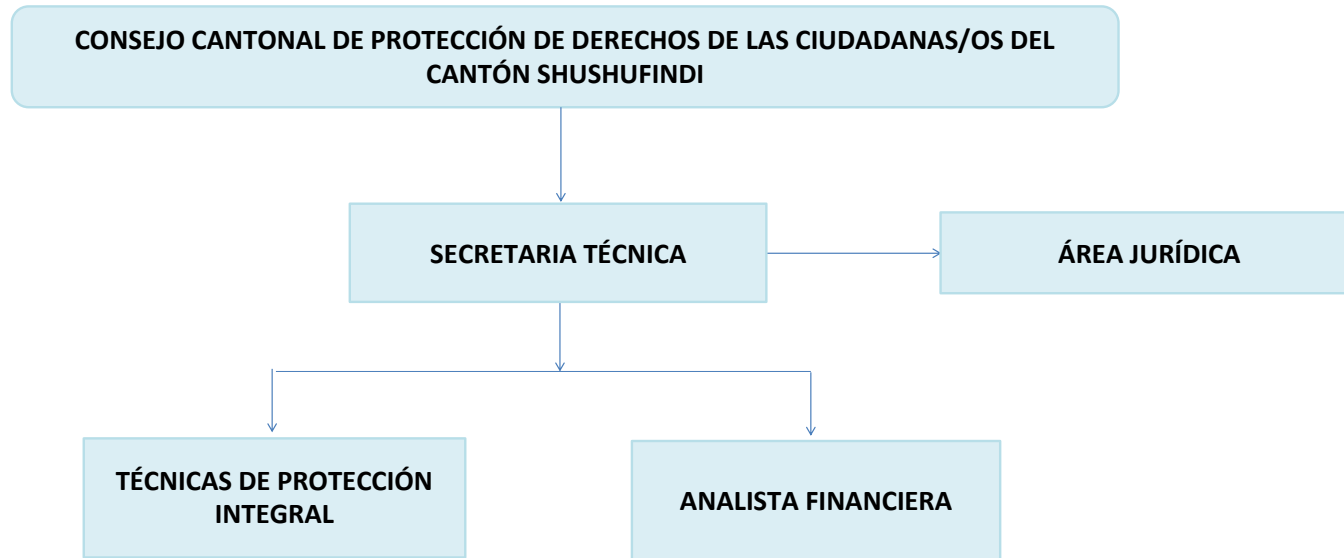 CONSEJO CANTONAL DE PROTECCIÓN DE DERECHOS DE LAS CIUDADANAS/OS DEL
CANTÓN SHUSHUFINDI
SECRETARIA TÉCNICA
ÁREA JURÍDICA
TÉCNICAS DE PROTECCIÓN
INTEGRAL
ANALISTA FINANCIERA